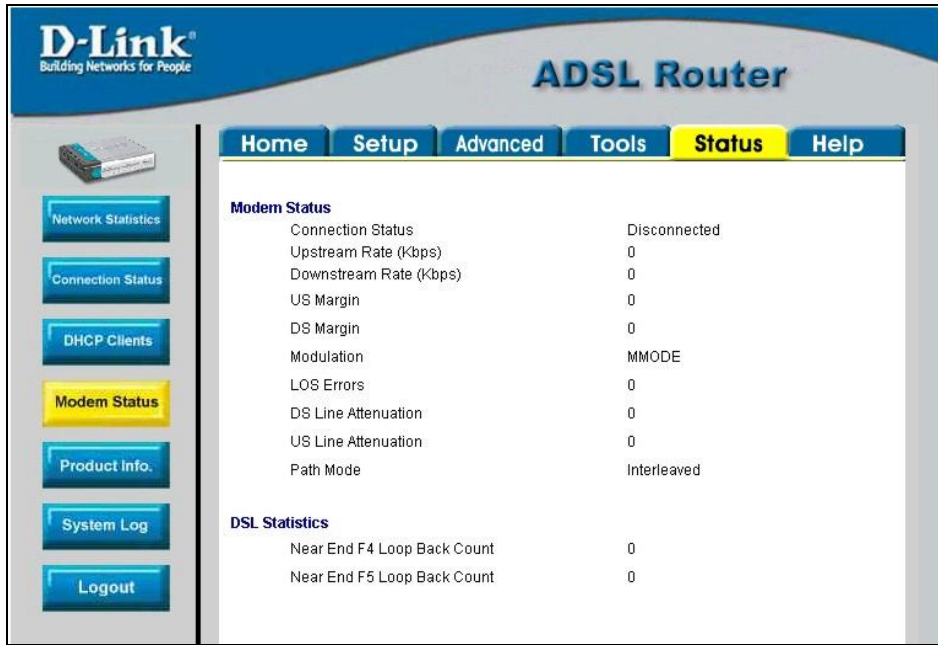 D-Link®
Building Networks for People
ADSL Router
Home Setup Advanced Tools Status Help
Network Statistics
Connection Status
DHCP Clients
Modem Status
Product Info.
System Log
Logout
Modem Status
Connection Status Disconnected
Upstream Rate (Kbps) 0
Downstream Rate (Kbps) 0
US Margin 0
DS Margin 0
Modulation MMODE
LOS Errors 0
DS Line Attenuation 0
US Line Attenuation 0
Path Mode Interleaved
DSL Statistics
Near End F4 Loop Back Count 0
Near End F5 Loop Back Count 0